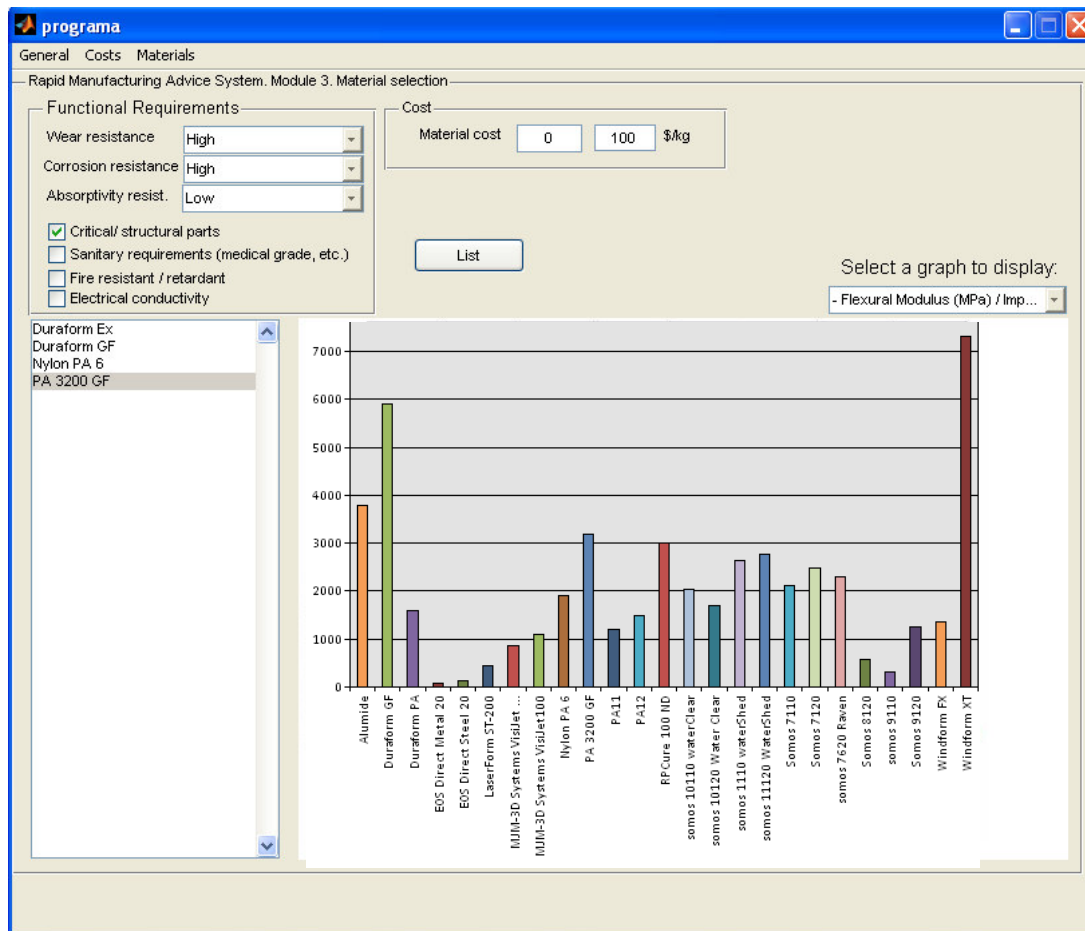 programa
General Costs Materials
Rapid Manufacturing Advice System. Module 3. Material selection
Functional Requirements
Wear resistance High
Corrosion resistance High
Absorptivity resist. Low
Critical/ structural parts
Sanitary requirements (medical grade, etc.)
Fire resistant / retardant
Electrical conductivity
Cost
Material cost 0 100 $/kg
List
Select a graph to display:
- Flexural Modulus (MPa) / Imp...
Duraform Ex
Duraform GF
Nylon PA 6
PA 3200 GF
7000
6000
5000
4000
3000
2000
1000
0
Alumide
Duraform GF
Duraform PA
EOS Direct Metal 20
EOS Direct Steel 20
LaserForm ST-200
MJM-3D Systems VisiJet ...
MJM-3D Systems VisiJet100
Nylon PA 6
PA 3200 GF
PA11
PA12
RPCure 100 ND
somos 10110 waterClear
somos 10120 Water Clear
somos 1110 waterShed
somos 11120 WaterShed
Somos 7110
Somos 7120
somos 7620 Raven
Somos 8120
somos 9110
Somos 9120
Windform FX
Windform XT